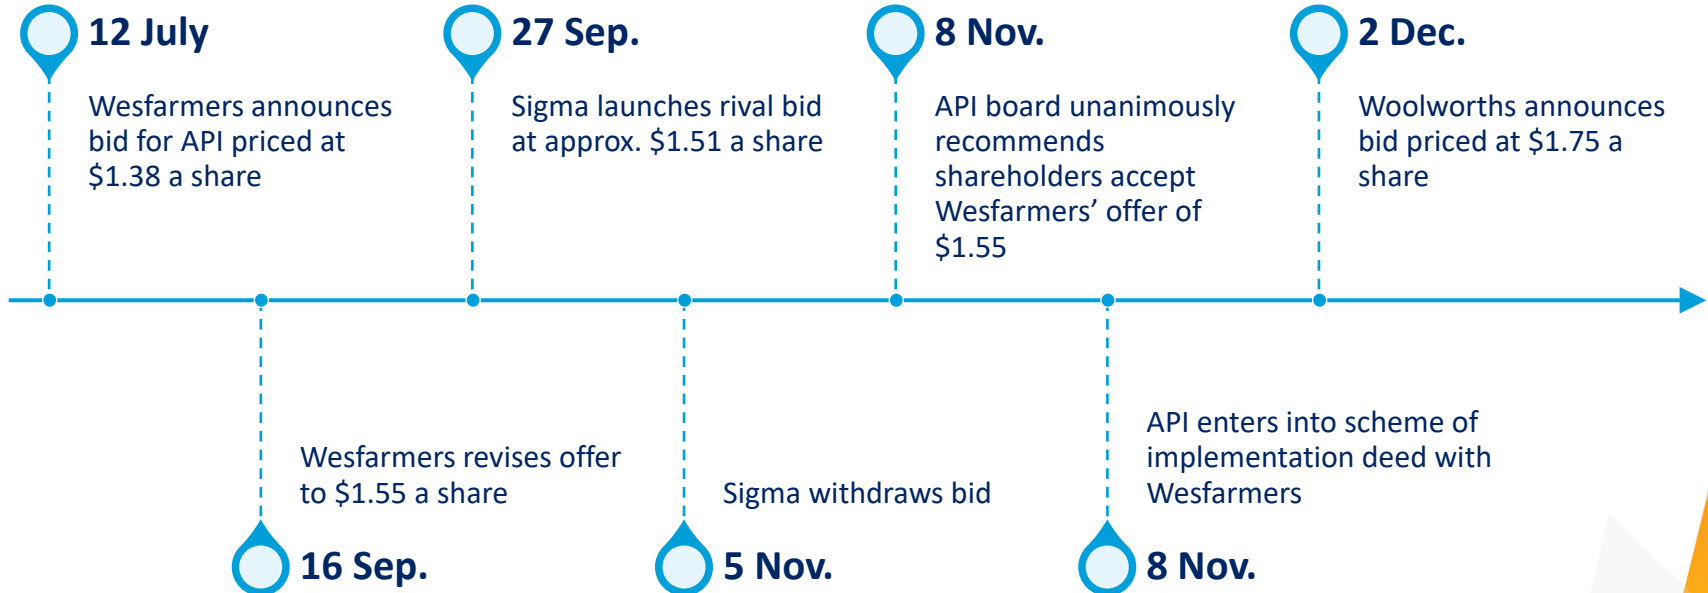 12 July
Wesfarmers announces
bid for API priced at
$1.38 a share
16 Sep.
Wesfarmers revises offer
to $1.55 a share
27 Sep.
Sigma launches rival bid
at approx. $1.51 a share
5 Nov.
Sigma withdraws bid
8 Nov.
API board unanimously
recommends
shareholders accept
Wesfarmers’ offer of
$1.55
8 Nov.
API enters into scheme of
implementation deed with
Wesfarmers
2 Dec.
Woolworths announces
bid priced at $1.75 a
share